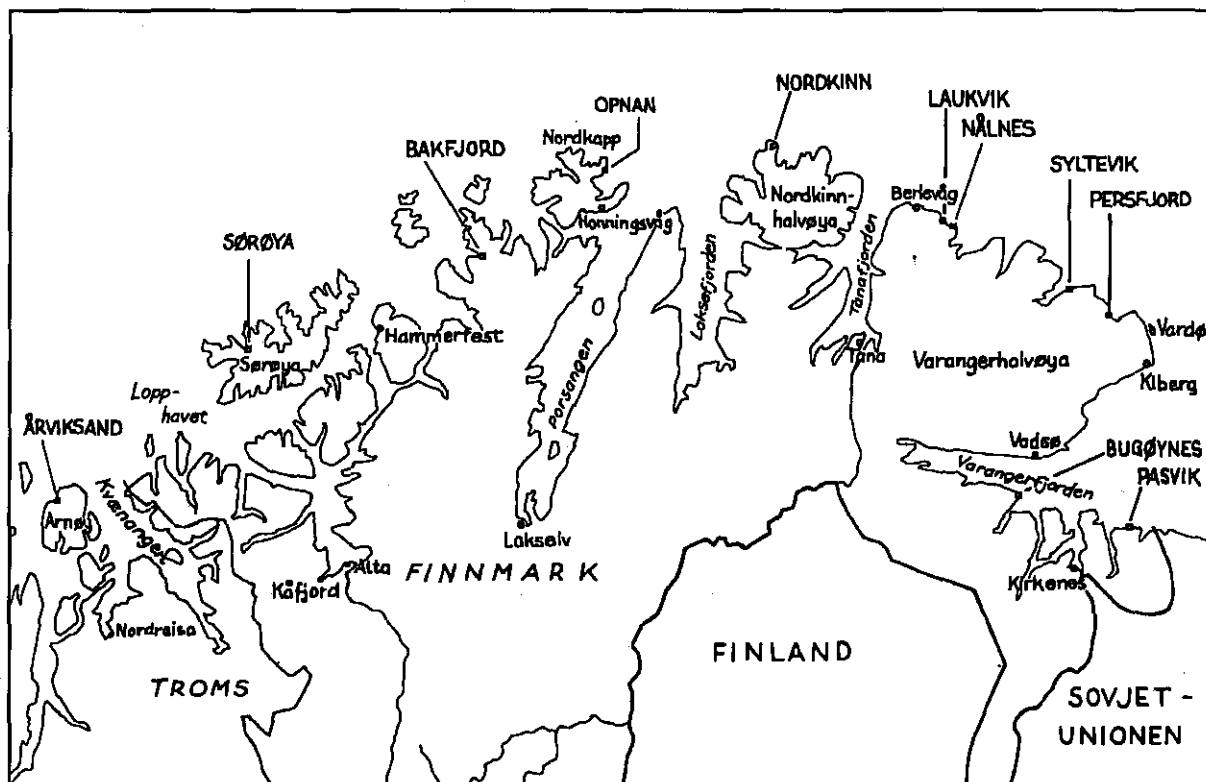 NORDKINN
LAUKVIK
NÅLNES
OPNAN
Nordkapp
BAKFJORD
SYLTEVIK
PERSFJORD
Berlevåg
Nordkinn-
halvøya
Honningsvåg
SØRØYA
Laksefjorden
Tanafjorden
Hammerfest
Vardø
Sørøya
Tana
Varangerhalvøya
Kiberg
Porsangen
Lopp-
havet
ÅRVIKSAND
Vadsø
BUGØYNES
Varangerfjorden
PASVIK
Kvænangen
Arnøy
Lakselv
Alta
FINNMARK
Kåfjord
Kirkenes
Nordreisa
FINLAND
TROMS
SOVJET-
UNIONEN